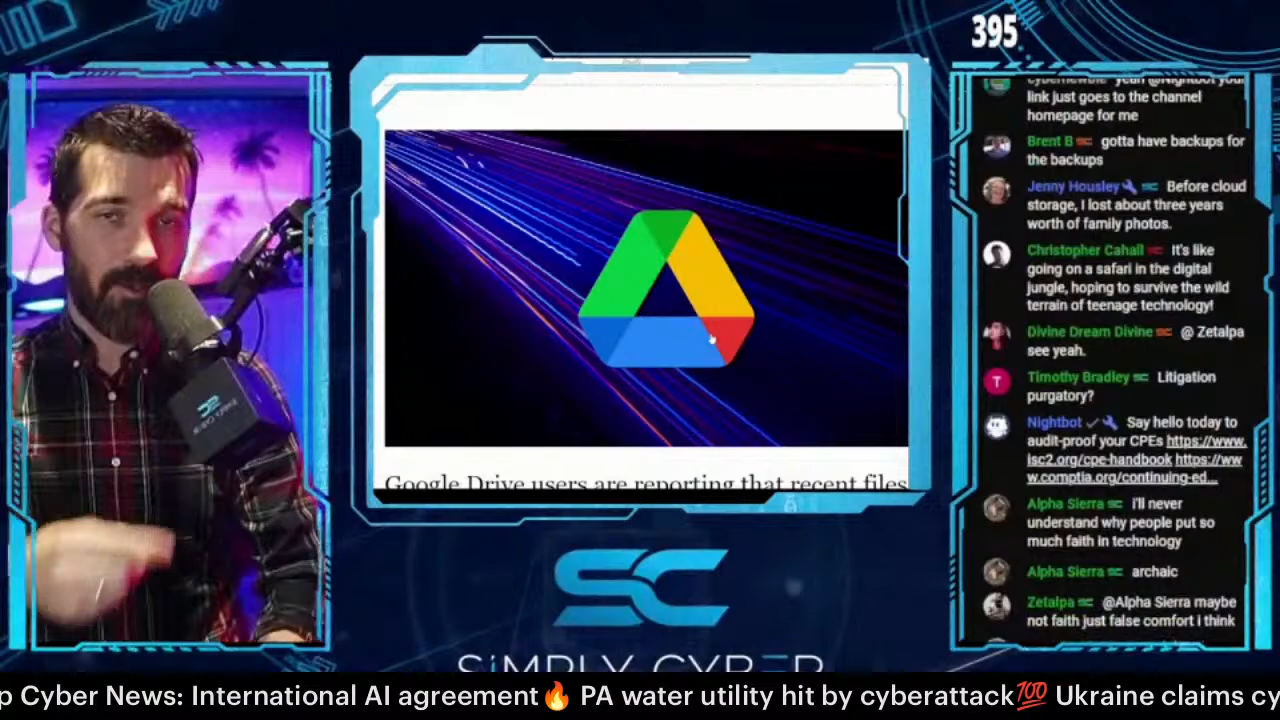 395
link just goes to the channel
homepage for me
Brent B gotta have backups for
the backups
Jenny Housley Before cloud
storage, I lost about three years
worth of family photos.
Christopher Cahall It's like
going on a safari in the digital
jungle, hoping to survive the wild
terrain of teenage technology!
Divine Dream Divine @ Zetalpa
see yeah.
T
Timothy Bradley Litigation
purgatory?
Nightbot Say hello today to
audit-proof your CPEs https://www.
isc2.org/cpe-handbook https://ww
w.comptia.org/continuing-ed...
Alpha Sierra i'll never
understand why people put so
much faith in technology
Alpha Sierra archaic
Zetalpa @Alpha Sierra maybe
not faith just false comfort i think
Google Drive users are reporting that recent files
SC
SIMPLY CYBER
p Cyber News: International AI agreement🔥 PA water utility hit by cyberattack💯 Ukraine claims cy